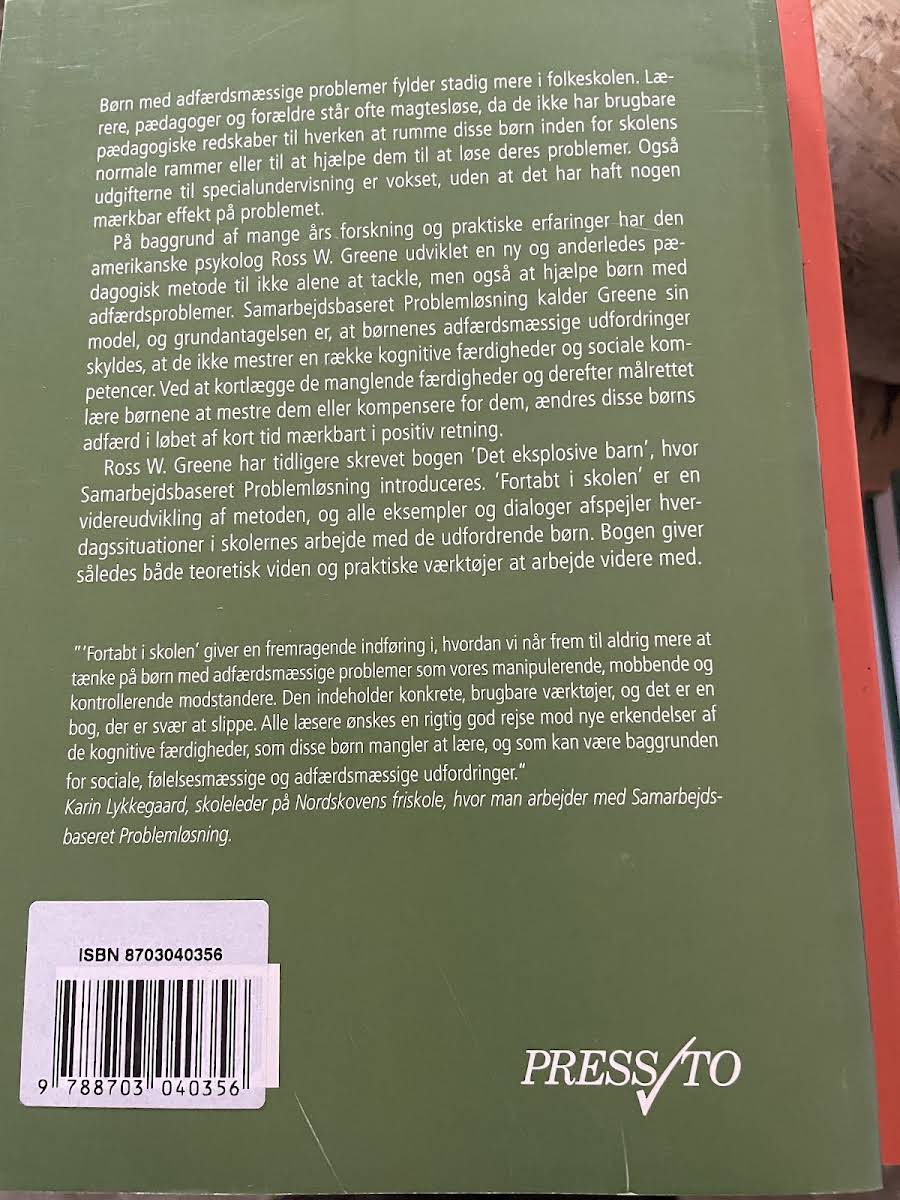 Børn med adfærdsmæssige problemer fylder stadig mere i folkeskolen. Læ-
rere, pædagoger og forældre står ofte magtesløse, da de ikke har brugbare
pædagogiske redskaber til hverken at rumme disse børn inden for skolens
normale rammer eller til at hjælpe dem til at løse deres problemer. Også
udgifterne til specialundervisning er vokset, uden at det har haft nogen
mærkbar effekt på problemet.
På baggrund af mange års forskning og praktiske erfaringer har den
amerikanske psykolog Ross W. Greene udviklet en ny og anderledes pæ-
dagogisk metode til ikke alene at tackle, men også at hjælpe børn med
adfærdsproblemer. Samarbejdsbaseret Problemløsning kalder Greene sin
model, og grundantagelsen er, at børnenes adfærdsmæssige udfordringer
skyldes, at de ikke mestrer en række kognitive færdigheder og sociale kom-
petencer. Ved at kortlægge de manglende færdigheder og derefter målrettet
lære børnene at mestre dem eller kompensere for dem, ændres disse børns
adfærd i løbet af kort tid mærkbart i positiv retning.
Ross W. Greene har tidligere skrevet bogen 'Det eksplosive barn', hvor
Samarbejdsbaseret Problemløsning introduceres. 'Fortabt i skolen' er en
videreudvikling af metoden, og alle eksempler og dialoger afspejler hver-
dagssituationer i skolernes arbejde med de udfordrende børn. Bogen giver
således både teoretisk viden og praktiske værktøjer at arbejde videre med.
"'Fortabt i skolen' giver en fremragende indføring i, hvordan vi når frem til aldrig mere at
tænke på børn med adfærdsmæssige problemer som vores manipulerende, mobbende og
kontrollerende modstandere. Den indeholder konkrete, brugbare værktøjer, og det er en
bog, der er svær at slippe. Alle læsere ønskes en rigtig god rejse mod nye erkendelser af
de kognitive færdigheder, som disse børn mangler at lære, og som kan være baggrunden
for sociale, følelsesmæssige og adfærdsmæssige udfordringer."
Karin Lykkegaard, skoleleder på Nordskovens friskole, hvor man arbejder med Samarbejds-
baseret Problemløsning.
ISBN 8703040356
9 788703 040356
PRESS/TO